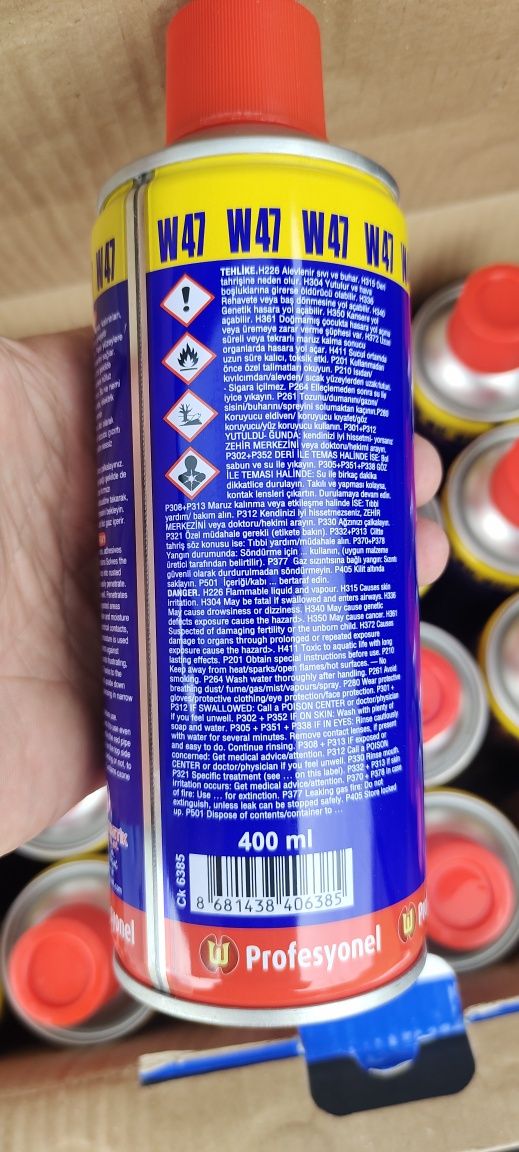 W47 W47 W47 W47 W47
TEHLİKE.H226 Alevlenir sıvı ve buhar. H315 Deri
tahrişine neden olur. H304 Yutulur ve hava
boşluklarına girerse öldürücü olabilir. H336
Rehavete veya baş dönmesine yol açabilir. H340
Genetik hasara yol açabilir. H350 Kansere yol
açabilir. H361 Doğmamış çocukta hasara yol açma
veya üremeye zarar verme şüphesi var. H372
süreli veya tekrarlı maruz kalma sonucu
organlarda hasara yol açar. H411 Sucul ortamda
uzun süre kalıcı, toksik etki. P201 Kullanmadan
önce özel talimatları okuyun. P210 Isıdan/
kıvılcımdan/alevden/ sıcak yüzeylerden uzak tutun.
- Sigara içilmez. P264 Elleçlemeden sonra su ile
iyice yıkayın. P261 Tozunu/dumanını/gazını/
sisini/buharını/spreyini solumaktan kaçının.P280
Koruyucu eldiven/ koruyucu kıyafet/göz
koruyucu/yüz koruyucu kullanın. P301+P312
YUTULDU- ĞUNDA: kendinizi iyi hissetmi- yorsanız
ZEHİR MERKEZİNİ veya doktoru/hekimi arayın.
P302+P352 DERİ İLE TEMAS HALİNDE İSE: Bol
sabun ve su ile yıkayın. P305+P351+P338 GÖZ
İLE TEMASI HALİNDE: Su ile birkaç dakika
dikkatlice durulayın. Takılı ve yapması kolaysa,
kontak lensleri çıkartın. Durulamaya devam edin.
P308+P313 Maruz kalınma veya etkileşme halinde İSE: Tıbbi
yardım/ bakım alın. P312 Kendinizi iyi hissetmezseniz, ZEHİR
MERKEZİNİ veya doktoru/hekimi arayın. P330 Ağzınızı çalkalayın.
P321 Özel müdahale gerekli (etikete bakın). P332+P313 Ciltte
tahriş söz konusu ise: Tıbbi yardım/müdahale alın. P370+P378
Yangın durumunda: Söndürme için ... kullanın, (uygun malzeme
üretici tarafından belirtilir). P377 Gaz sızıntısına bağlı yangın: Sızıntı
güvenli olarak durdurulmadan söndürmeyin. P405 Kilit altında
saklayın. P501 İçeriği/kabı ... bertaraf edin.
DANGER. H226 Flammable liquid and vapour. H315 Causes skin
irritation. H304 May be fatal if swallowed and enters airways. H336
May cause drowsiness or dizziness. H340 May cause genetic
defects exposure cause the hazard>. H350 May cause cancer. H361
Suspected of damaging fertility or the unborn child. H372 Causes
damage to organs through prolonged or repeated exposure
exposure cause the hazard>. H411 Toxic to aquatic life with long
lasting effects. P201 Obtain special instructions before use. P210
Keep away from heat/sparks/open flames/hot surfaces. — No
smoking. P264 Wash water thoroughly after handling. P261 Avoid
breathing dust/ fume/gas/mist/vapours/spray. P280 Wear protective
gloves/protective clothing/eye protection/face protection. P301 +
P312 IF SWALLOWED: Call a POISON CENTER or doctor/physician
if you feel unwell. P302 + P352 IF ON SKIN: Wash with plenty of
soap and water. P305 + P351 + P338 IF IN EYES: Rinse cautiously
with water for several minutes. Remove contact lenses, if present
and easy to do. Continue rinsing. P308 + P313 IF exposed or
concerned: Get medical advice/attention. P312 Call a POISON
CENTER or doctor/physician if you feel unwell. P330 Rinse mouth.
P321 Specific treatment (see ... on this label). P332 + P313 If skin
irritation occurs: Get medical advice/attention. P370 + P378 In case
of fire: Use ... for extinction. P377 Leaking gas fire: Do not
extinguish, unless leak can be stopped safely. P405 Store locked
up. P501 Dispose of contents/container to ...
400 ml
Ck 6385
8 681438 406385
W Profesyonel